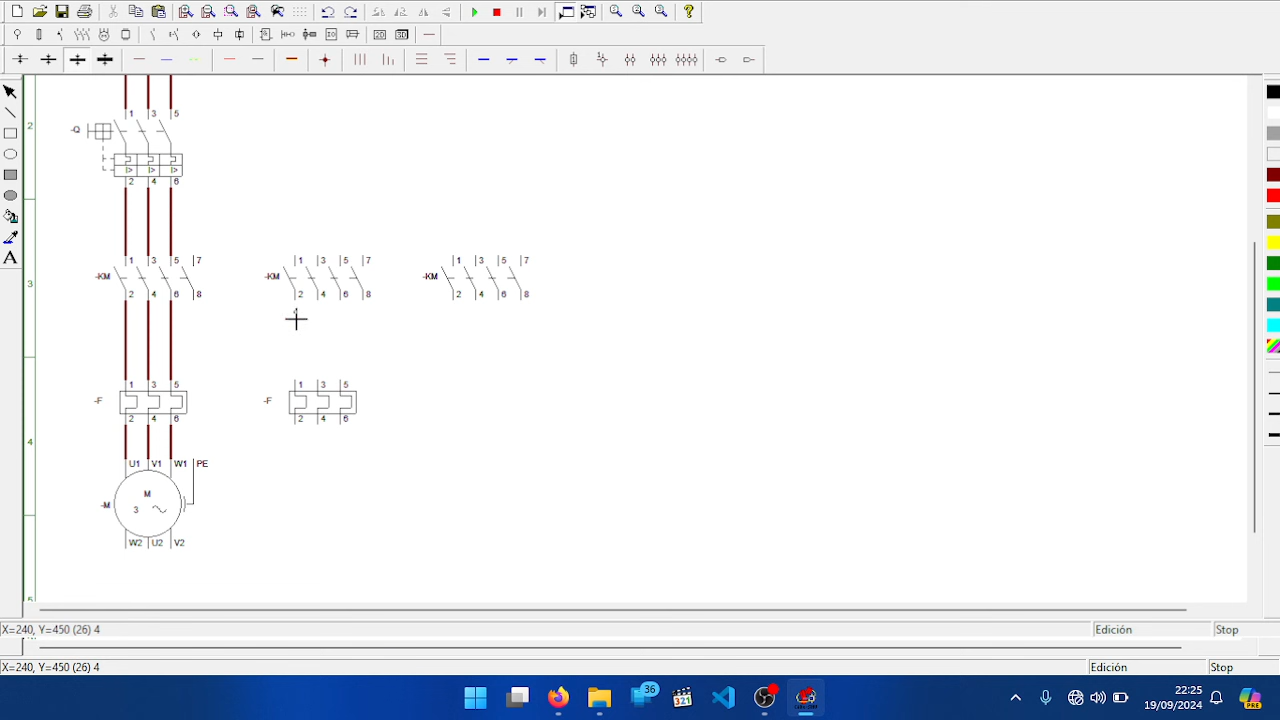 1 3 5
2
-Q
I> I> I>
2 4 6
1 3 5 7 1 3 5 7 1 3 5 7
3
-KM -KM -KM
2 4 6 8 2 4 6 8 2 4 6 8
1 3 5 1 3 5
-F -F
2 4 6 2 4 6
4
U1 V1 W1 PE
M
-M
3
W2 U2 V2
X=240, Y=450 (26) 4 Edición Stop
X=240, Y=450 (26) 4 Edición Stop
36
321
22:25
19/09/2024
PRE